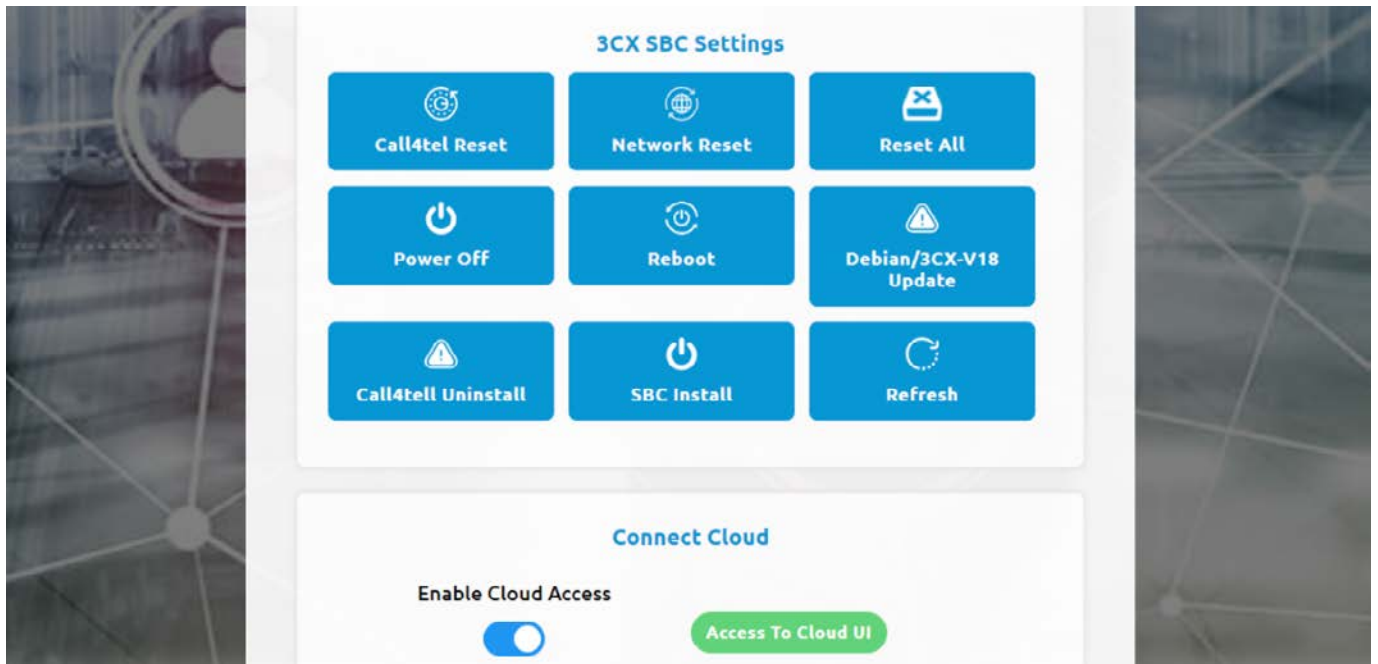 3CX SBC Settings
Call4tel Reset
Network Reset
Reset All
Power Off
Reboot
Debian/3CX-V18
Update
Call4tell Uninstall
SBC Install
Refresh
Connect Cloud
Enable Cloud Access
Access To Cloud UI